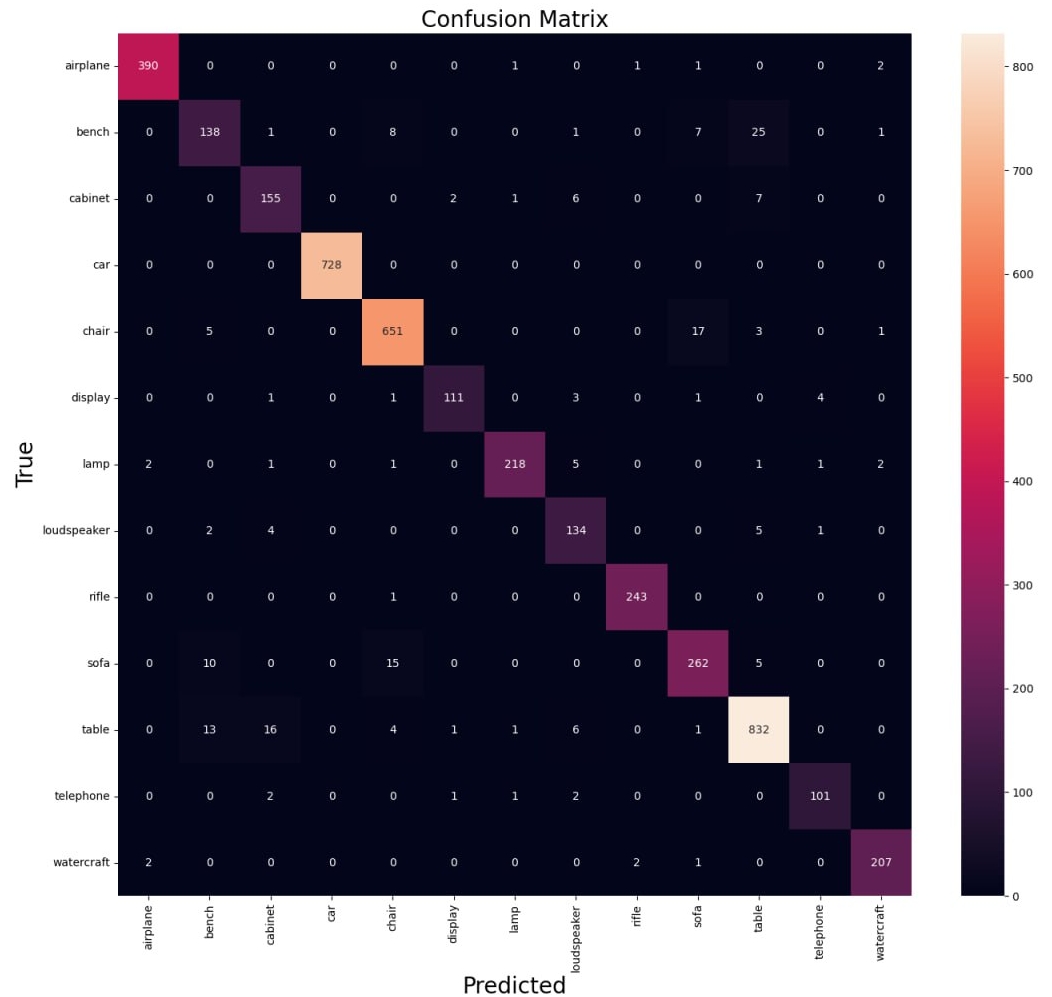 Confusion Matrix
airplane 390 0 0 0 0 0 1 0 1 1 0 0 2
bench 0 138 1 0 8 0 0 1 0 7 25 0 1
cabinet 0 0 155 0 0 2 1 6 0 0 7 0 0
car 0 0 0 728 0 0 0 0 0 0 0 0 0
chair 0 5 0 0 651 0 0 0 0 17 3 0 1
display 0 0 1 0 1 111 0 3 0 1 0 4 0
lamp 2 0 1 0 1 0 218 5 0 0 1 1 2
loudspeaker 0 2 4 0 0 0 0 134 0 0 5 1 0
rifle 0 0 0 0 1 0 0 0 243 0 0 0 0
sofa 0 10 0 0 15 0 0 0 0 262 5 0 0
table 0 13 16 0 4 1 1 6 0 1 832 0 0
telephone 0 0 2 0 0 1 1 2 0 0 0 101 0
watercraft 2 0 0 0 0 0 0 0 2 1 0 0 207
airplane bench cabinet car chair display lamp loudspeaker rifle sofa table telephone watercraft
True
Predicted
800
700
600
500
400
300
200
100
0